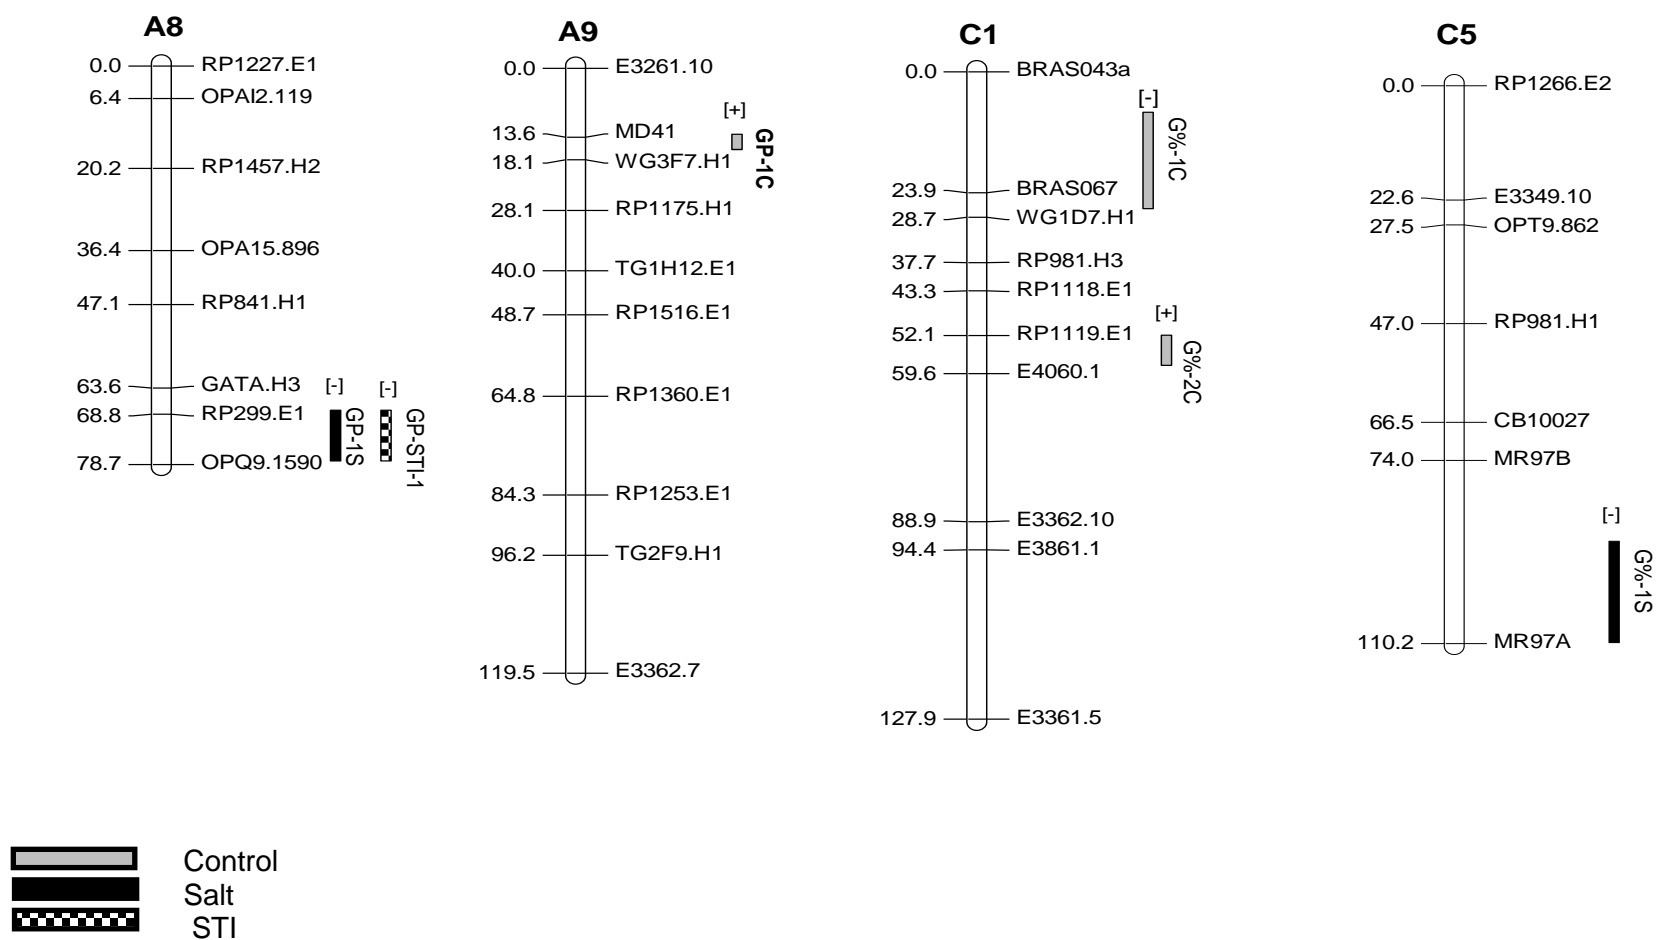 A8
0.0 RP1227.E1
6.4 OPAI2.119
20.2 RP1457.H2
36.4 OPA15.896
47.1 RP841.H1
63.6 GATA.H3
68.8 RP299.E1
78.7 OPQ9.1590
[-]
GP-1S
[-]
GP-STI-1
A9
0.0 E3261.10
13.6 MD41
18.1 WG3F7.H1
28.1 RP1175.H1
40.0 TG1H12.E1
48.7 RP1516.E1
64.8 RP1360.E1
84.3 RP1253.E1
96.2 TG2F9.H1
119.5 E3362.7
[+]
GP-1C
C1
0.0 BRAS043a
23.9 BRAS067
28.7 WG1D7.H1
37.7 RP981.H3
43.3 RP1118.E1
52.1 RP1119.E1
59.6 E4060.1
88.9 E3362.10
94.4 E3861.1
127.9 E3361.5
[-]
G%-1C
[+]
G%-2C
C5
0.0 RP1266.E2
22.6 E3349.10
27.5 OPT9.862
47.0 RP981.H1
66.5 CB10027
74.0 MR97B
110.2 MR97A
[-]
G%-1S
Control
Salt
STI